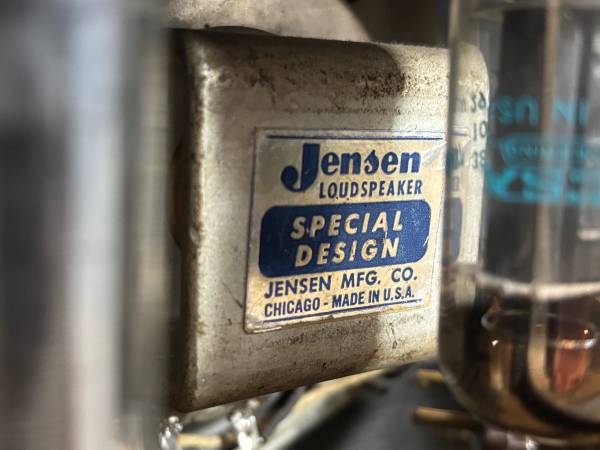 Jensen
LOUDSPEAKER
SPECIAL
DESIGN
JENSEN MFG. CO.
CHICAGO - MADE IN U.S.A.